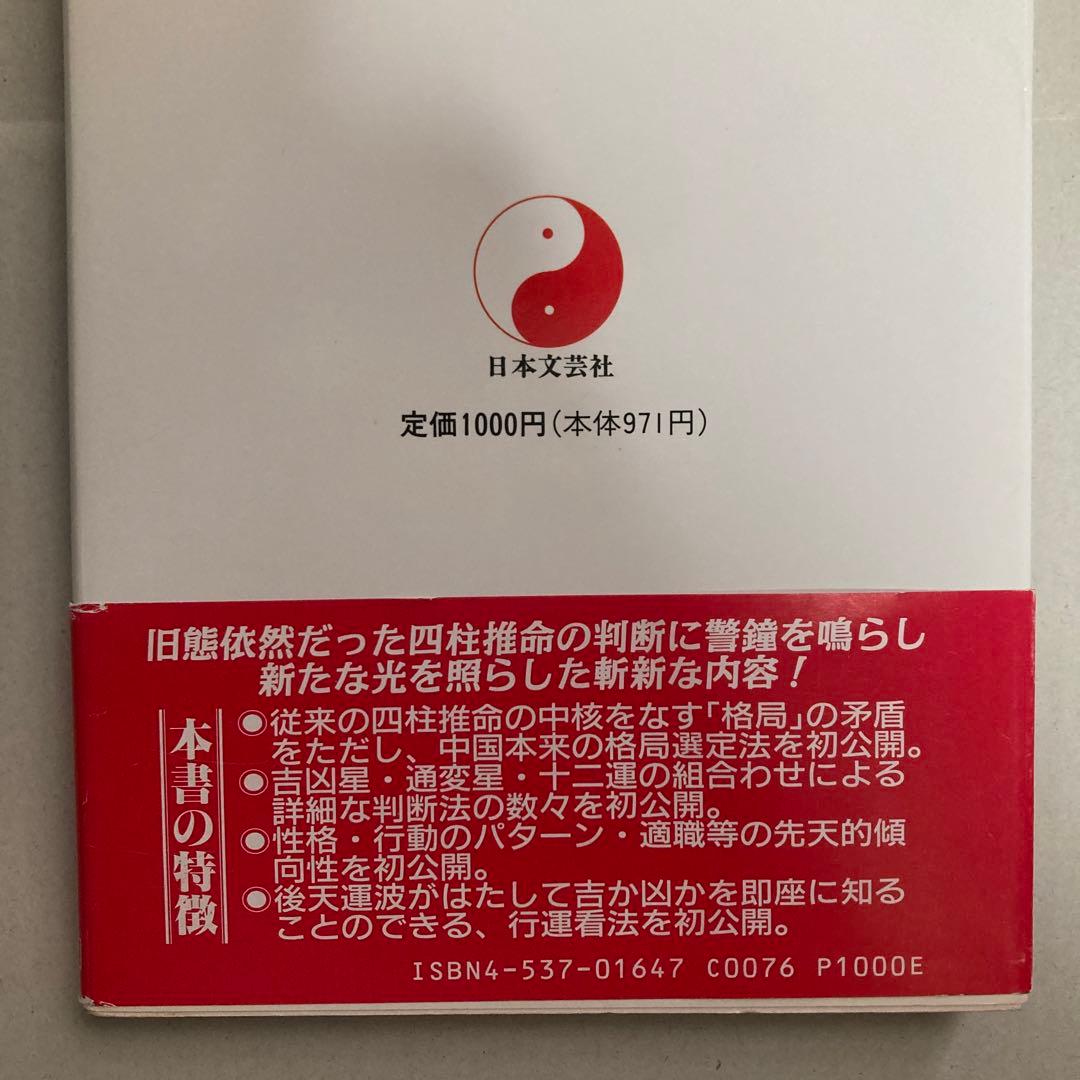 日本文芸社
定価1000円(本体971円)
旧態依然だった四柱推命の判断に警鐘を鳴らし
新たな光を照らした斬新な内容!
本書の特徴
●従来の四柱推命の中核をなす「格局」の矛盾
をただし、中国本来の格局選定法を初公開。
●吉凶星・通変星・十二運の組合わせによる
詳細な判断法の数々を初公開。
●性格・行動のパターン・適職等の先天的傾
向性を初公開。
●後天運波がはたして吉か凶かを即座に知る
ことのできる、行運看法を初公開。
ISBN4-537-01647 C0076 P1000E